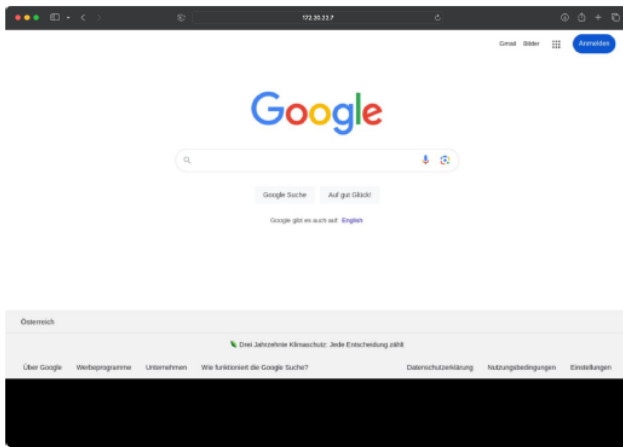 172.20.22.7
Gmail Bilder Anmelden
Google
Google Suche Auf gut Glück!
Google gibt es auch auf: English
Österreich
Drei Jahrzehnte Klimaschutz: Jede Entscheidung zählt
Über Google Werbeprogramme Unternehmen Wie funktioniert die Google Suche? Datenschutzerklärung Nutzungsbedingungen Einstellungen